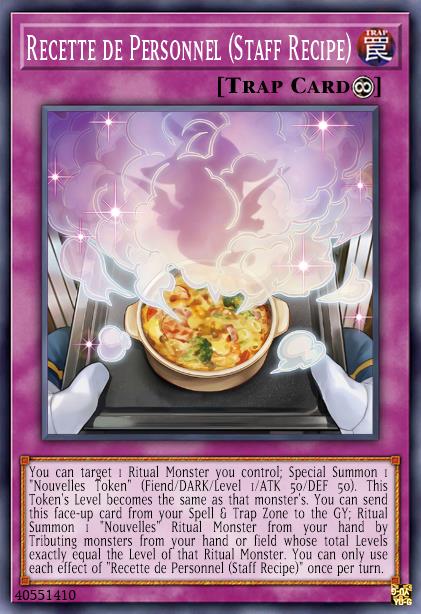 RECETTE DE PERSONNEL (STAFF RECIPE)
TRAP
罠
[TRAP CARD]
You can target 1 Ritual Monster you control; Special Summon 1
"Nouvelles Token" (Fiend/DARK/Level 1/ATK 50/DEF 50). This
Token's Level becomes the same as that monster's. You can send
this face-up card from your Spell & Trap Zone to the GY; Ritual
Summon 1 "Nouvelles" Ritual Monster from your hand by
Tributing monsters from your hand or field whose total Levels
exactly equal the Level of that Ritual Monster. You can only use
each effect of "Recette de Personnel (Staff Recipe)" once per turn.
40551410